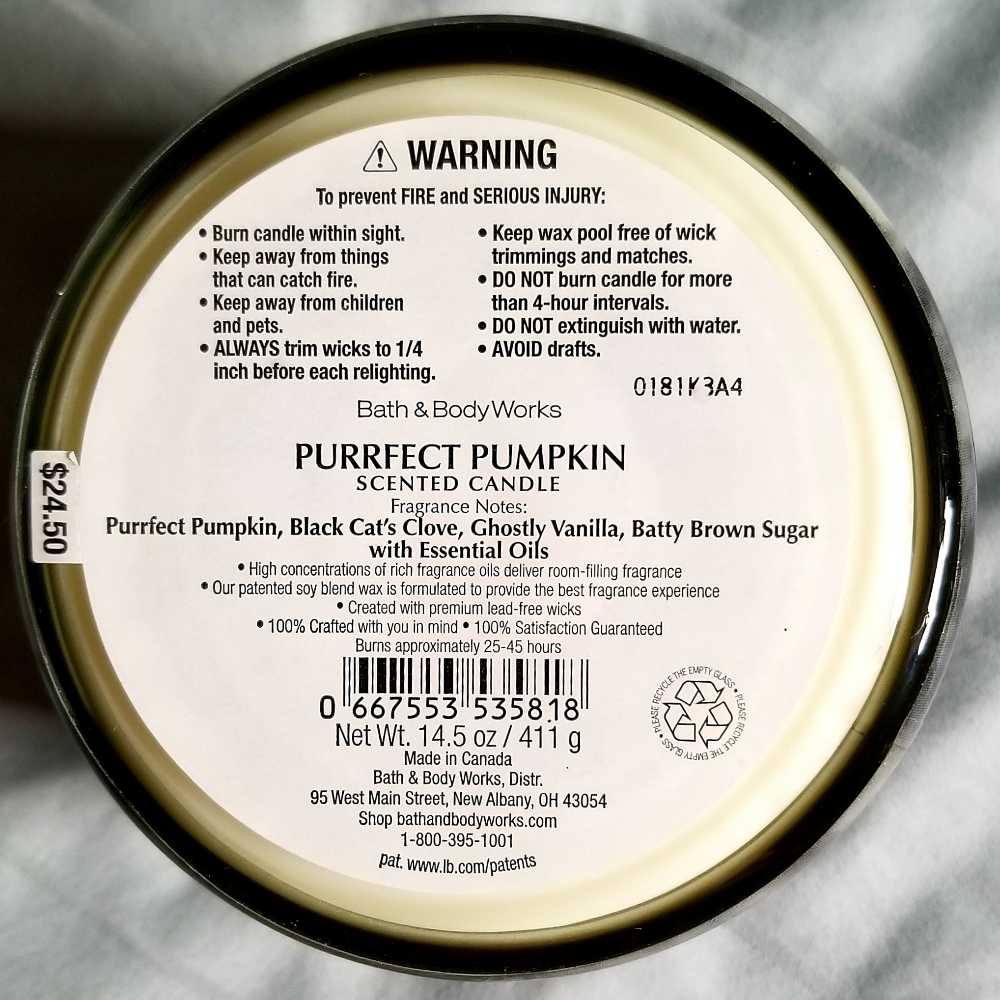 ⚠ WARNING
To prevent FIRE and SERIOUS INJURY:
• Burn candle within sight.
• Keep away from things
that can catch fire.
• Keep away from children
and pets.
• ALWAYS trim wicks to 1/4
inch before each relighting.
• Keep wax pool free of wick
trimmings and matches.
• DO NOT burn candle for more
than 4-hour intervals.
• DO NOT extinguish with water.
• AVOID drafts.
Bath & Body Works
PURRFECT PUMPKIN
SCENTED CANDLE
Fragrance Notes:
Purrfect Pumpkin, Black Cat's Clove, Ghostly Vanilla, Batty Brown Sugar
with Essential Oils
• High concentrations of rich fragrance oils deliver room-filling fragrance
• Our patented soy blend wax is formulated to provide the best fragrance experience
• Created with premium lead-free wicks
• 100% Crafted with you in mind • 100% Satisfaction Guaranteed
Burns approximately 25-45 hours
0 667553 535818
Net Wt. 14.5 oz / 411 g
Made in Canada
Bath & Body Works, Distr.
95 West Main Street, New Albany, OH 43054
Shop bathandbodyworks.com
1-800-395-1001
pat. www.lb.com/patents
$24.50
PLEASE RECYCLE THE EMPTY GLASS • PLEASE RECYCLE THE EMPTY GLASS •